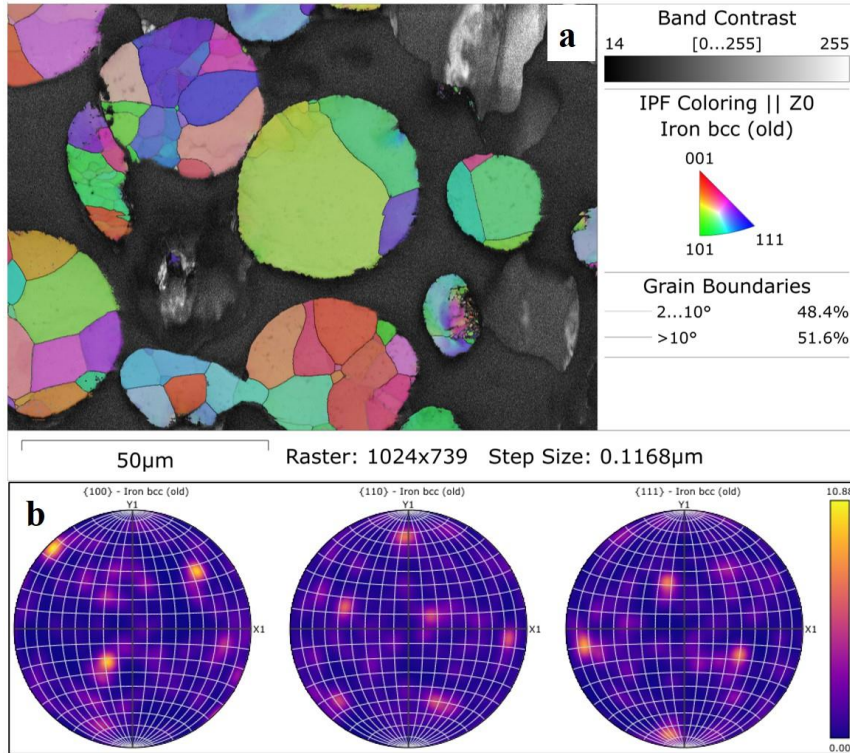 a
Band Contrast
14 [0...255] 255
IPF Coloring || Z0
Iron bcc (old)
001
101 111
Grain Boundaries
2...10° 48.4%
>10° 51.6%
50µm Raster: 1024x739 Step Size: 0.1168µm
b
{100} - Iron bcc (old) {110} - Iron bcc (old) {111} - Iron bcc (old) 10.88
Y1 Y1 Y1
X1 X1 X1
0.00